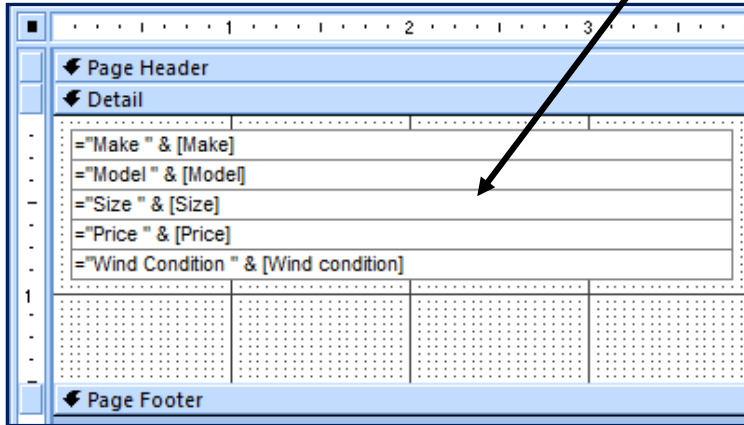 1 2 3
Page Header
Detail
="Make " & [Make]
="Model " & [Model]
="Size " & [Size]
="Price " & [Price]
="Wind Condition " & [Wind condition]
1
Page Footer